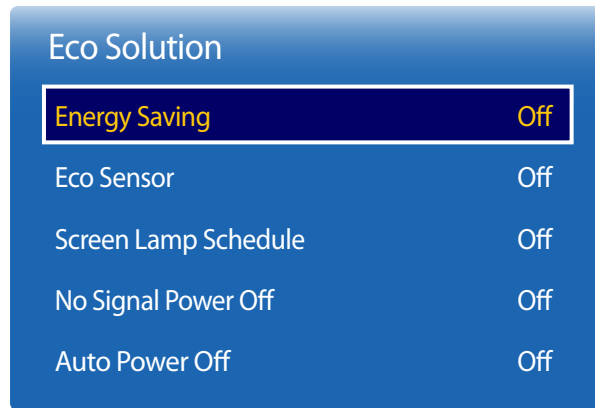 Eco Solution
Energy Saving Off
Eco Sensor Off
Screen Lamp Schedule Off
No Signal Power Off Off
Auto Power Off Off